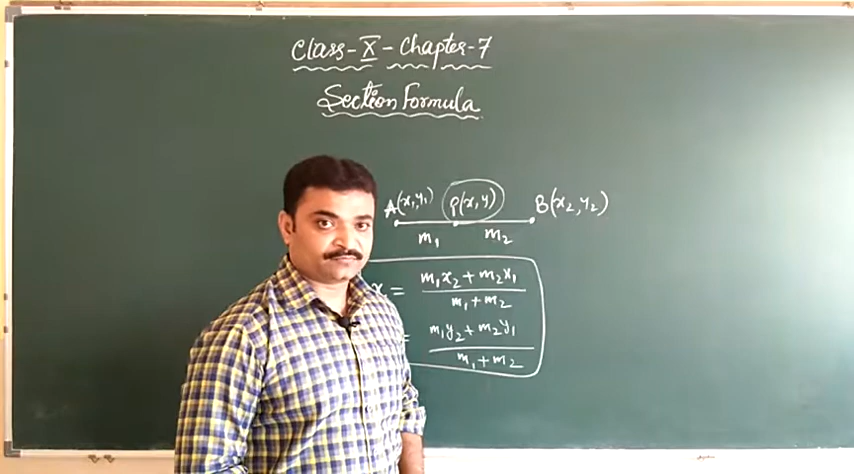 Class-X-Chapter-7
Section Formula
A(x₁,y₁) P(x,y) B(x₂,y₂)
m₁ m₂
x = m₁x₂+m₂x₁
m₁+m₂
= m₁y₂+m₂y₁
m₁+m₂